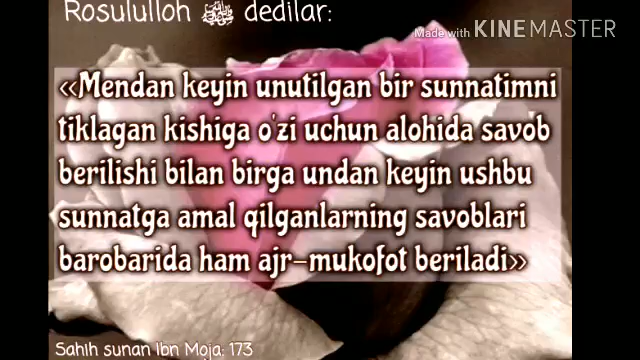 Rosululloh ﷺ dedilar:
Made with KINEMASTER
«Mendan keyin unutilgan bir sunnatimni
tiklagan kishiga o'zi uchun alohida savob
berilishi bilan birga undan keyin ushbu
sunnatga amal qilganlarning savoblari
barobarida ham ajr-mukofot beriladi»
Sahih sunan Ibn Moja; 173